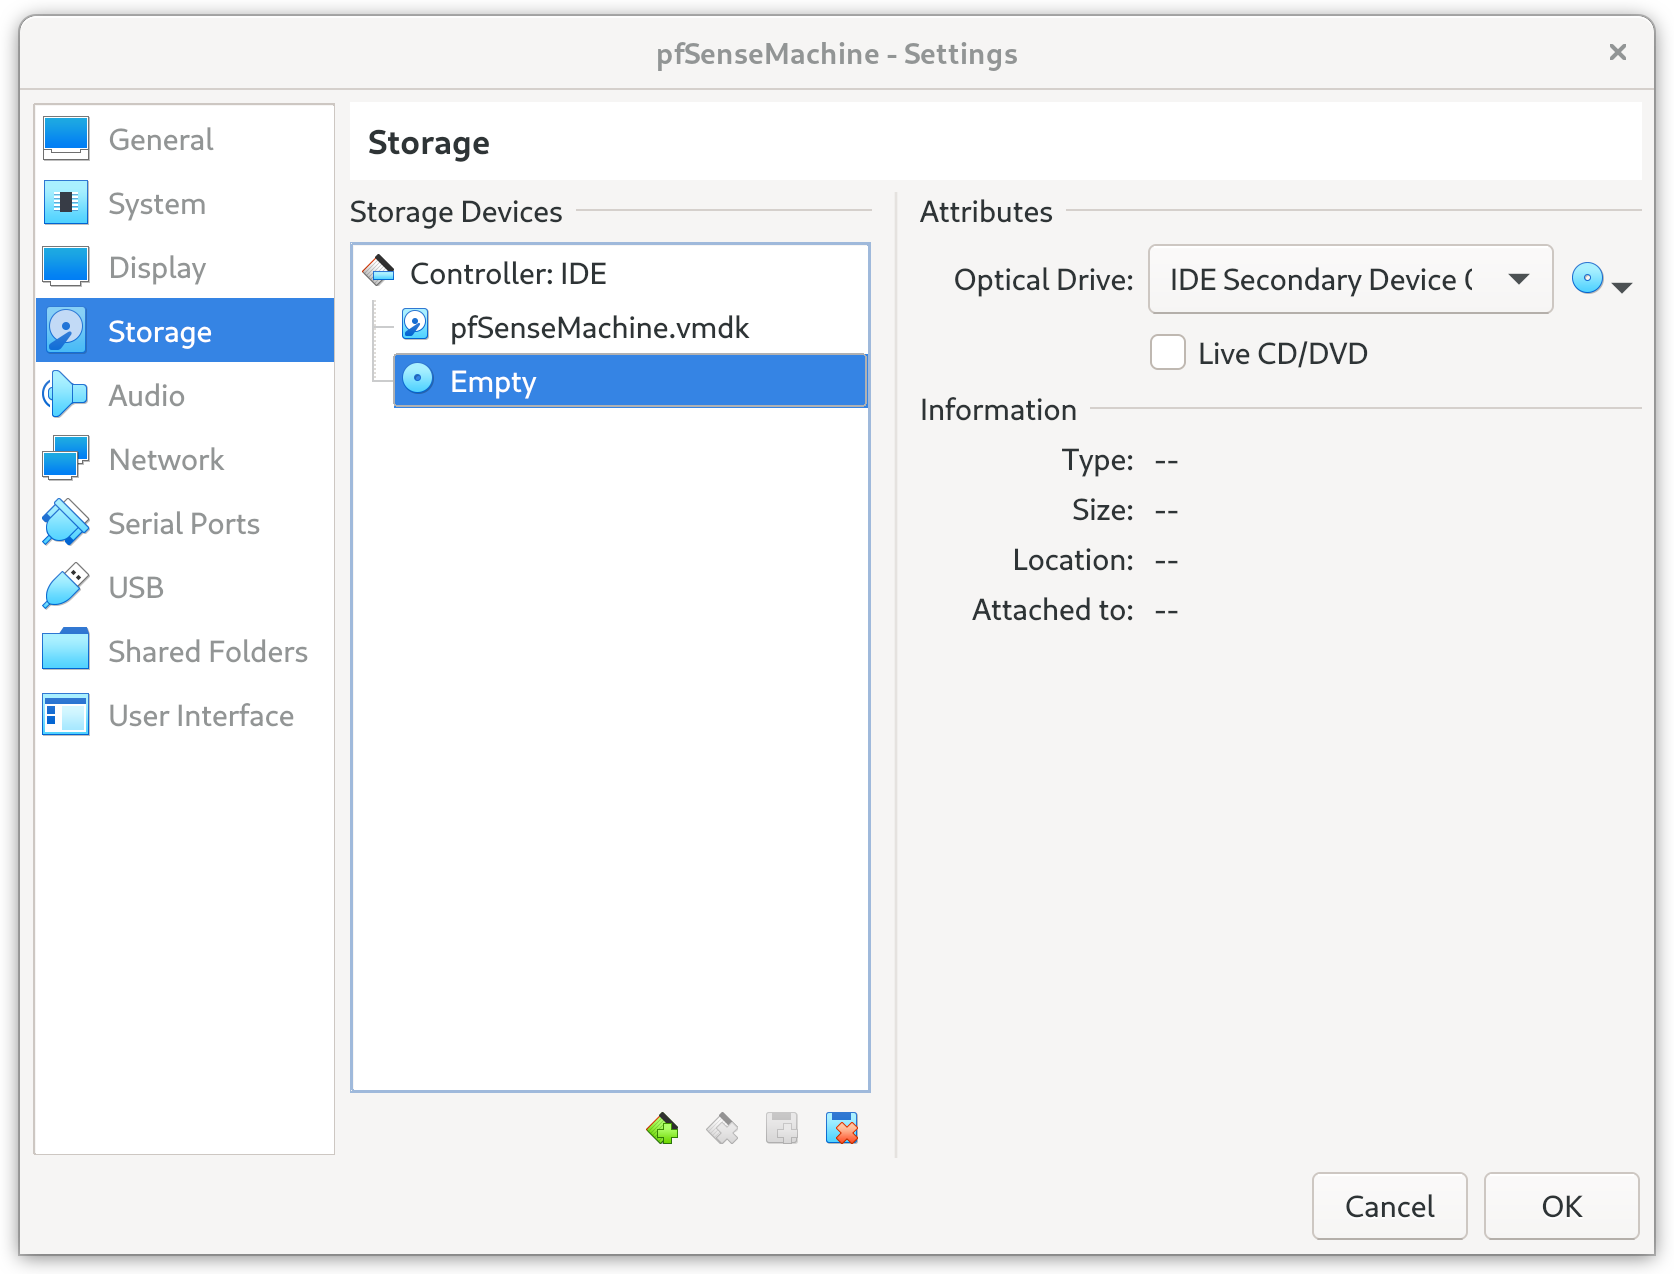 pfSenseMachine - Settings
General
System
Display
Storage
Audio
Network
Serial Ports
USB
Shared Folders
User Interface
Storage
Storage Devices
Controller: IDE
pfSenseMachine.vmdk
Empty
Attributes
Optical Drive: IDE Secondary Device
Live CD/DVD
Information
Type: --
Size: --
Location: --
Attached to: --
Cancel
OK